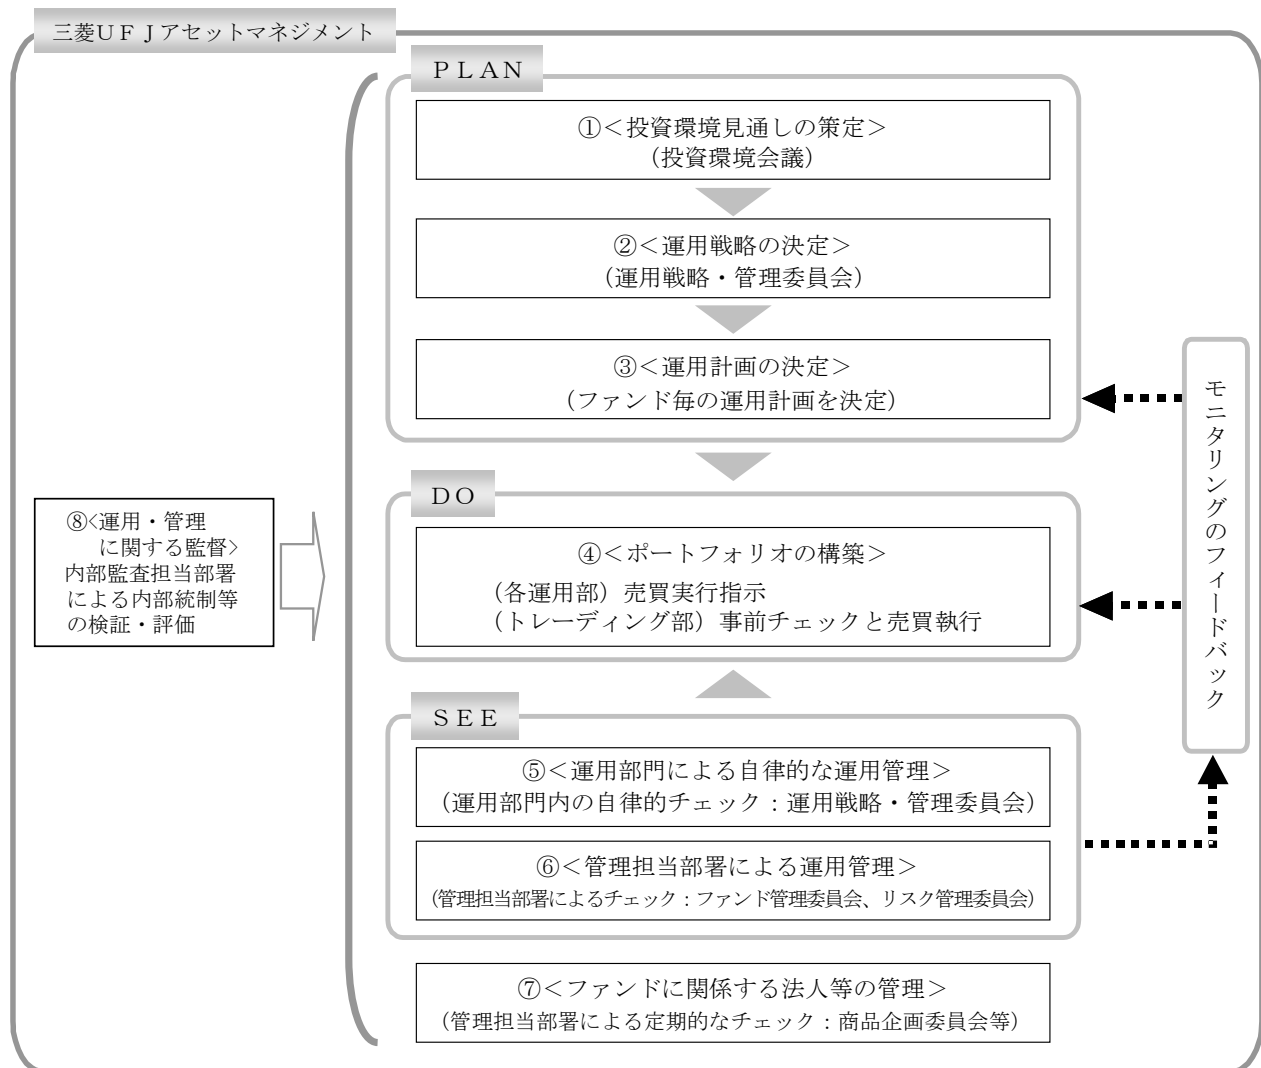 三菱ＵＦＪアセットマネジメント
ＰＬＡＮ
①＜投資環境見通しの策定＞
（投資環境会議）
②＜運用戦略の決定＞
（運用戦略・管理委員会）
③＜運用計画の決定＞
（ファンド毎の運用計画を決定）
ＤＯ
④＜ポートフォリオの構築＞
（各運用部）売買実行指示
（トレーディング部）事前チェックと売買執行
ＳＥＥ
⑤＜運用部門による自律的な運用管理＞
（運用部門内の自律的チェック：運用戦略・管理委員会）
⑥＜管理担当部署による運用管理＞
（管理担当部署によるチェック：ファンド管理委員会、リスク管理委員会）
⑦＜ファンドに関係する法人等の管理＞
（管理担当部署による定期的なチェック：商品企画委員会等）
⑧<運用・管理
に関する監督>
内部監査担当部署
による内部統制等
の検証・評価
モニタリングのフィードバック